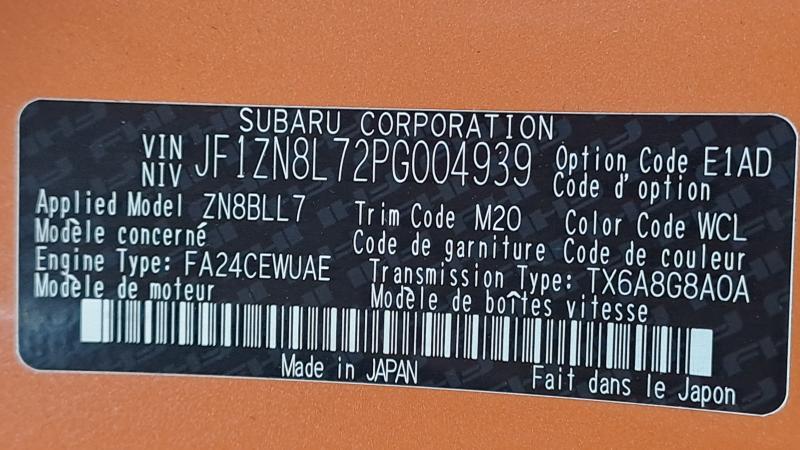 SUBARU CORPORATION
VIN NIV JF1ZN8L72PG004939 Option Code E1AD
Code d'option
Applied Model ZN8BLL7 Trim Code M20 Color Code WCL
Modèle concerné Code de garniture Code de couleur
Engine Type: FA24CEWUAE Transmission Type: TX6A8G8A0A
Modèle de moteur Modèle de boîtes vitesse
Made in JAPAN Fait dans le Japon